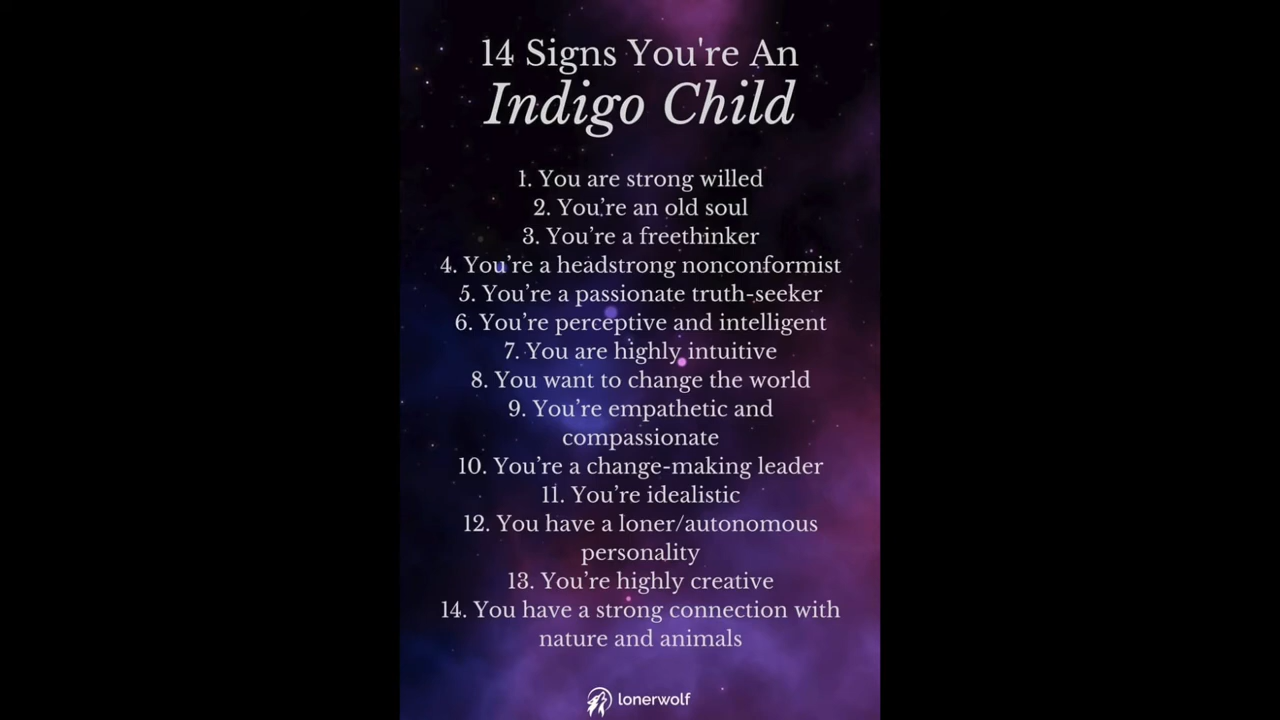 14 Signs You're An
Indigo Child
1. You are strong willed
2. You’re an old soul
3. You’re a freethinker
4. You’re a headstrong nonconformist
5. You’re a passionate truth-seeker
6. You’re perceptive and intelligent
7. You are highly intuitive
8. You want to change the world
9. You’re empathetic and
compassionate
10. You’re a change-making leader
11. You’re idealistic
12. You have a loner/autonomous
personality
13. You’re highly creative
14. You have a strong connection with
nature and animals
lonerwolf